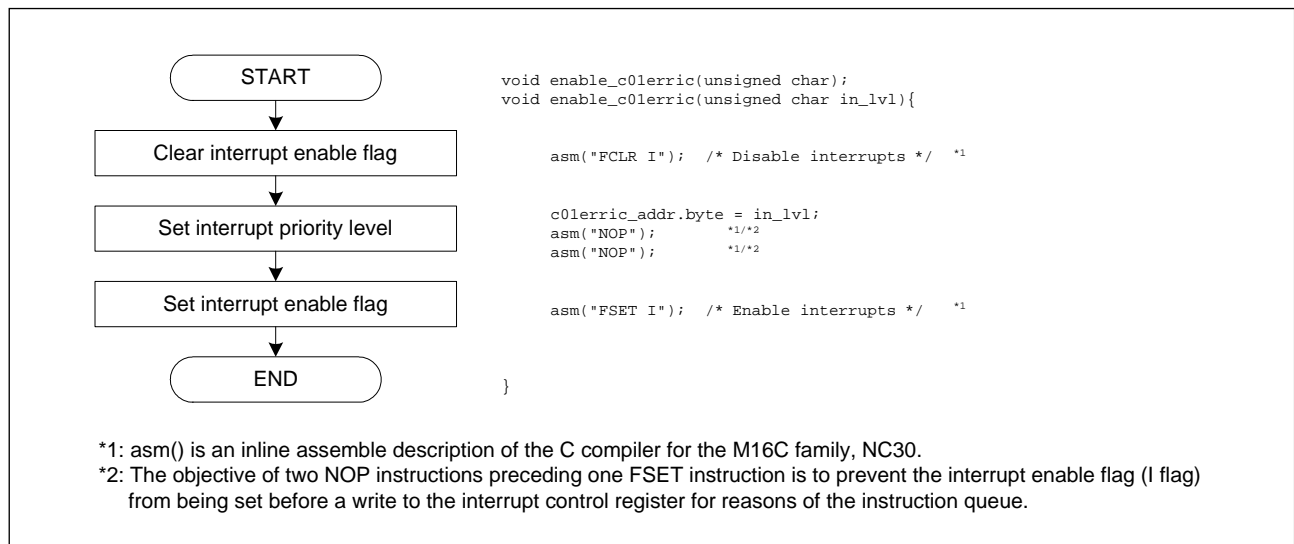 START
Clear interrupt enable flag
Set interrupt priority level
Set interrupt enable flag
END
void enable_c01erric(unsigned char);
void enable_c01erric(unsigned char in_lvl){
asm("FCLR I"); /* Disable interrupts */ *1
c01erric_addr.byte = in_lvl;
asm("NOP"); *1/*2
asm("NOP"); *1/*2
asm("FSET I"); /* Enable interrupts */ *1
}
*1: asm() is an inline assemble description of the C compiler for the M16C family, NC30.
*2: The objective of two NOP instructions preceding one FSET instruction is to prevent the interrupt enable flag (I flag)
from being set before a write to the interrupt control register for reasons of the instruction queue.